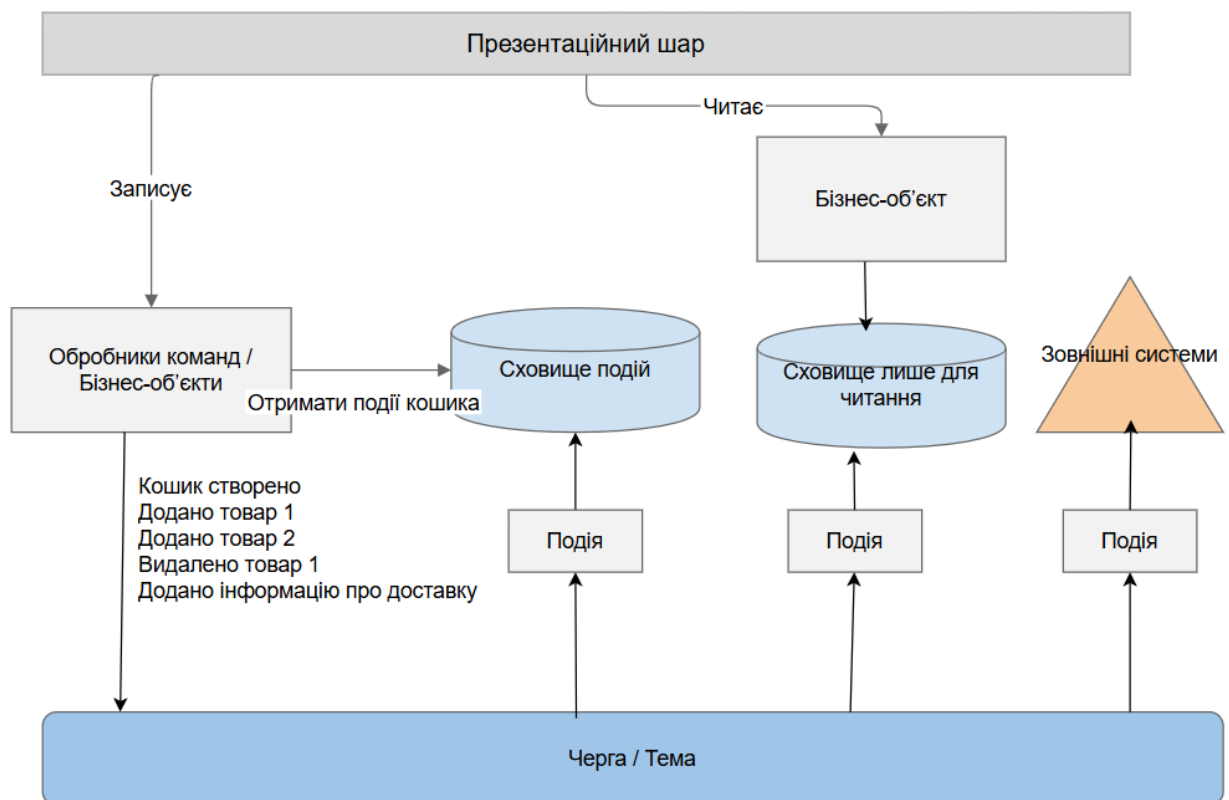 Презентаційний шар
Читає
Записує
Бізнес-об’єкт
Обробники команд /
Бізнес-об’єкти
Отримати події кошика
Сховище подій
Сховище лише для
читання
Зовнішні системи
Кошик створено
Додано товар 1
Додано товар 2
Видалено товар 1
Додано інформацію про доставку
Подія
Подія
Подія
Черга / Тема